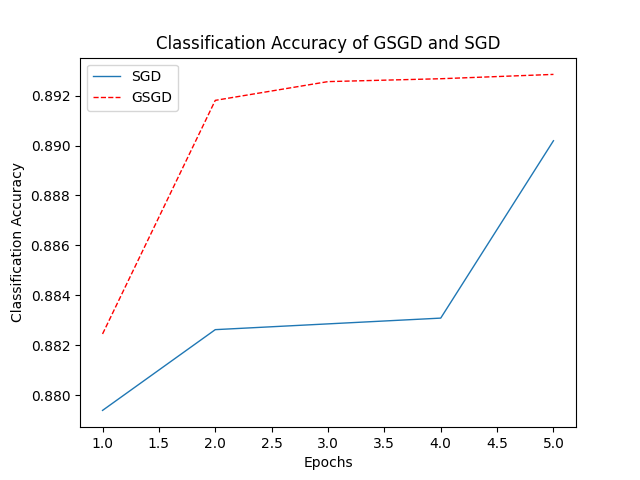 Classification Accuracy of GSGD and SGD
SGD
GSGD
0.892
0.890
0.888
0.886
0.884
0.882
0.880
Classification Accuracy
1.0 1.5 2.0 2.5 3.0 3.5 4.0 4.5 5.0
Epochs